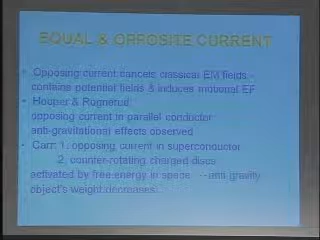 EQUAL & OPPOSITE CURRENT
• Opposing current cancels classical EM fields -
contains potential fields & induces motional EF
• Hooper & Rognerud
opposing current in parallel conductor
anti-gravitational effects observed
• Carr: 1. opposing current in superconductor
2. counter-rotating charged discs
activated by free energy in space --- anti gravity
object's weight decreases